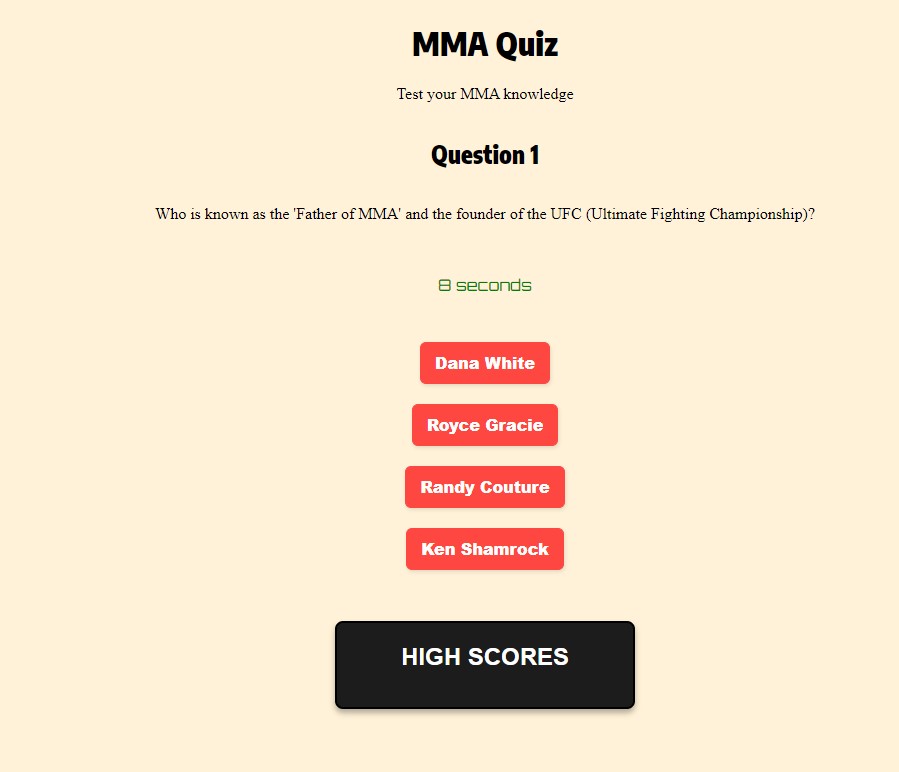 MMA Quiz
Test your MMA knowledge
Question 1
Who is known as the 'Father of MMA' and the founder of the UFC (Ultimate Fighting Championship)?
8 seconds
Dana White
Royce Gracie
Randy Couture
Ken Shamrock
HIGH SCORES